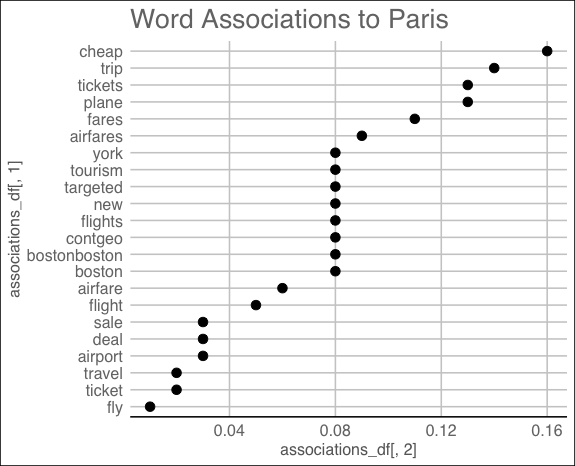 Word Associations to Paris
cheap
trip
tickets
plane
fares
airfares
york
tourism
targeted
new
flights
contgeo
bostonboston
boston
airfare
flight
sale
deal
airport
travel
ticket
fly
associations_df[, 1]
0.04 0.08 0.12 0.16
associations_df[, 2]